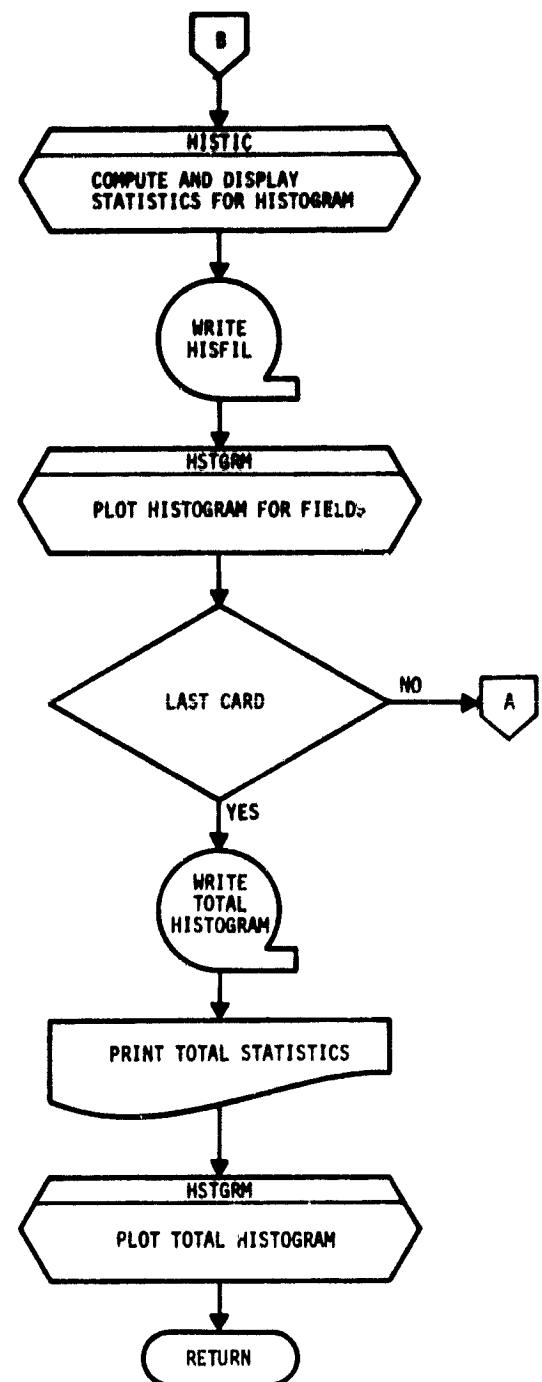 B
HISTIC
COMPUTE AND DISPLAY
STATISTICS FOR HISTOGRAM
WRITE
HISFIL
HSTGRM
PLOT HISTOGRAM FOR FIELDS
LAST CARD
NO
A
YES
WRITE
TOTAL
HISTOGRAM
PRINT TOTAL STATISTICS
HSTGRM
PLOT TOTAL HISTOGRAM
RETURN